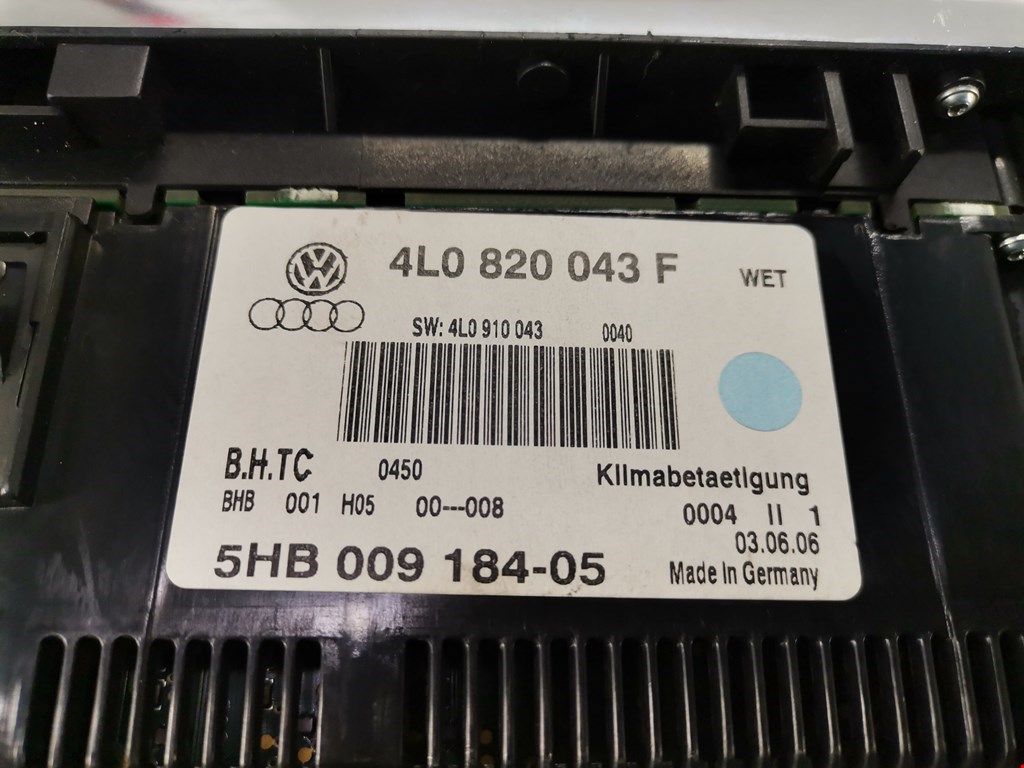 4L0 820 043 F
WET
SW: 4L0 910 043 0040
B.H.TC 0450
Klimabetaetigung
BHB 001 H05 00---008
0004 II 1
03.06.06
5HB 009 184-05
Made in Germany